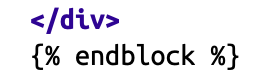 </div>
{% endblock %}